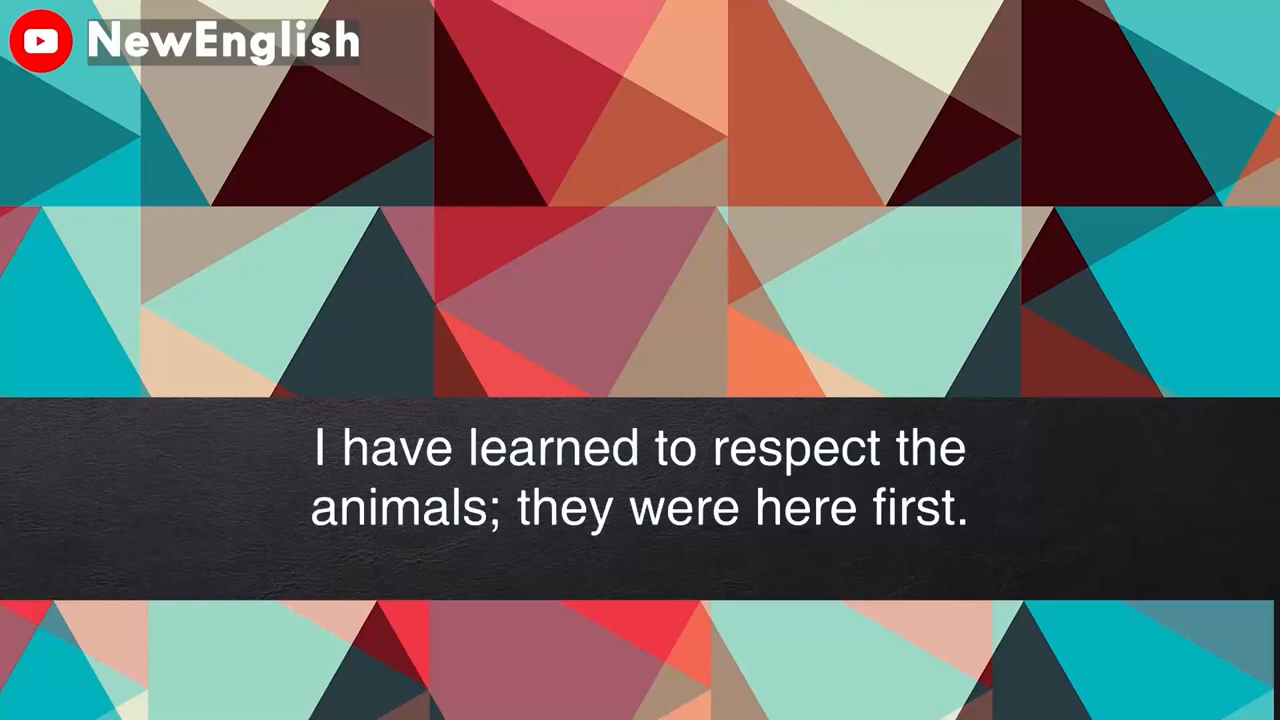 NewEnglish
I have learned to respect the
animals; they were here first.